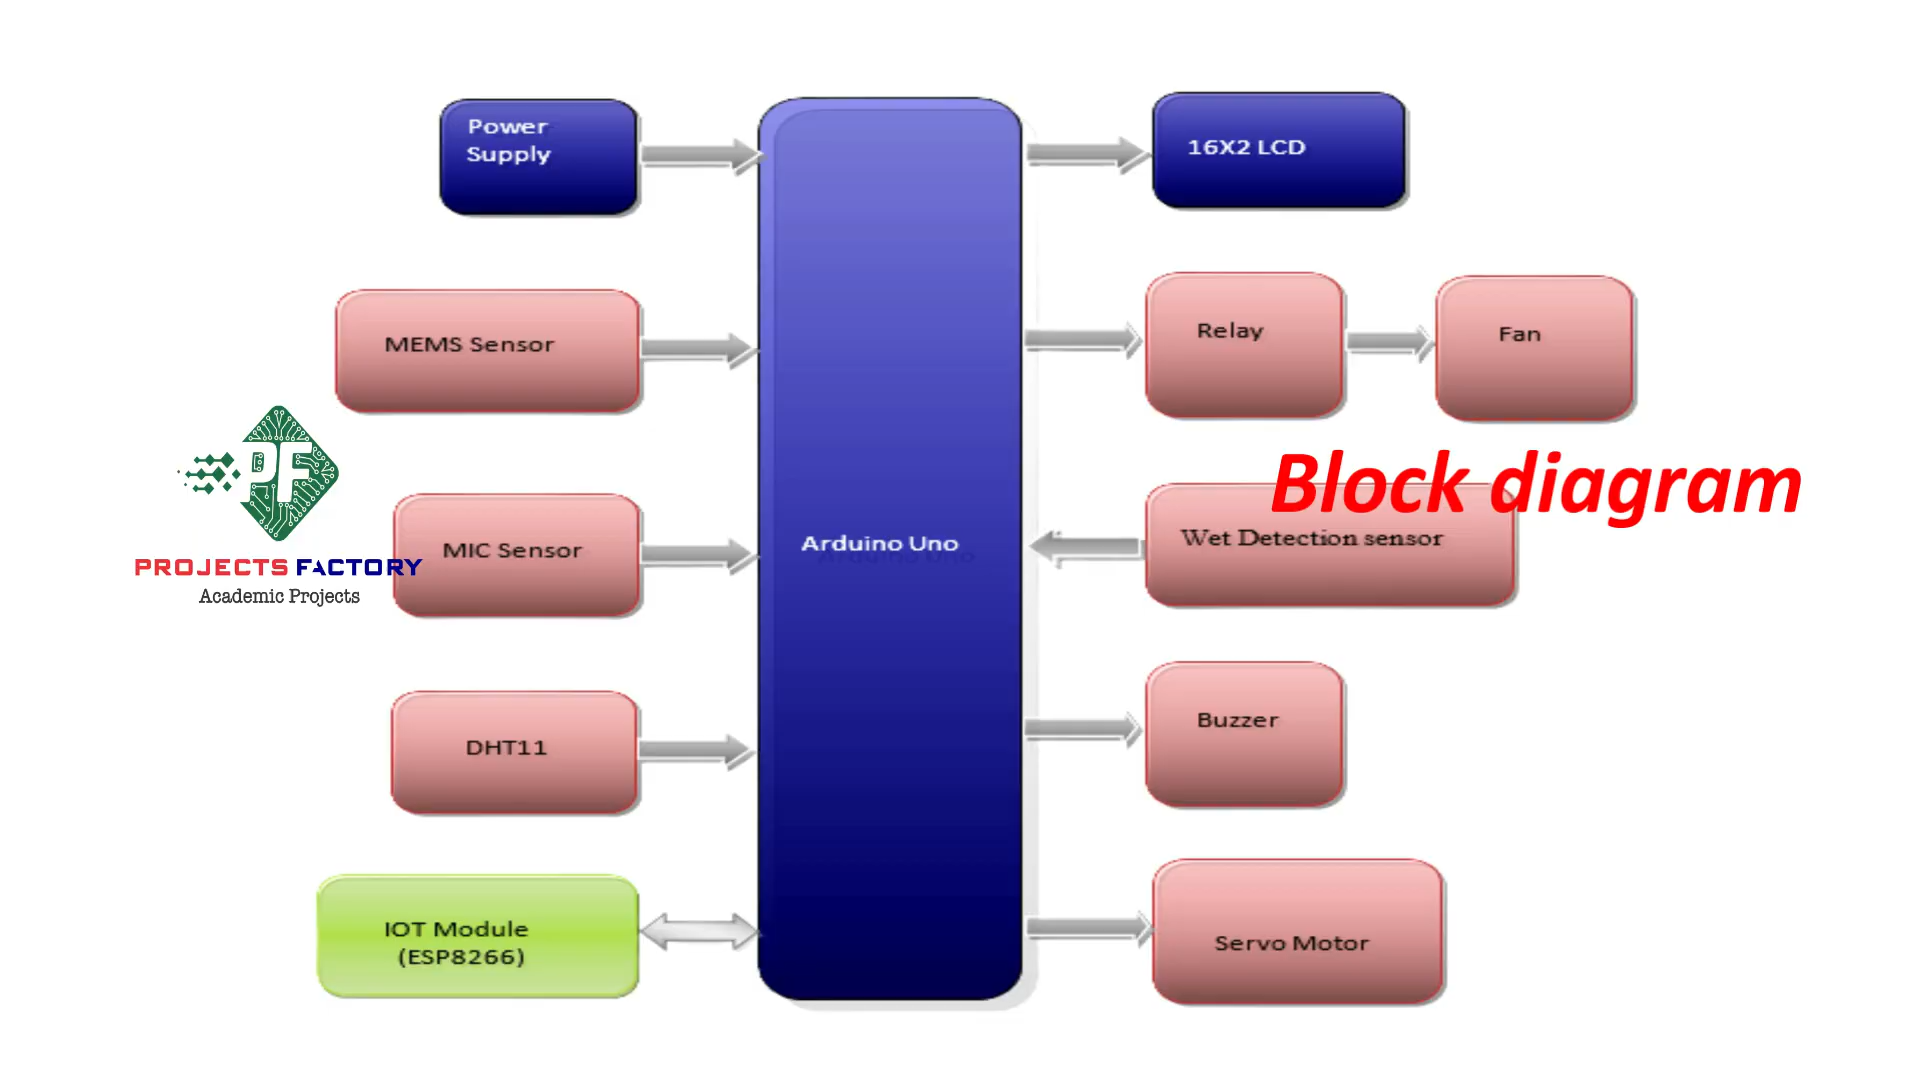 Power
Supply
16X2 LCD
MEMS Sensor
Relay
Fan
Block diagram
PF
MIC Sensor
Arduino Uno
Wet Detection sensor
PROJECTS FACTORY
Academic Projects
DHT11
Buzzer
IOT Module
(ESP8266)
Servo Motor